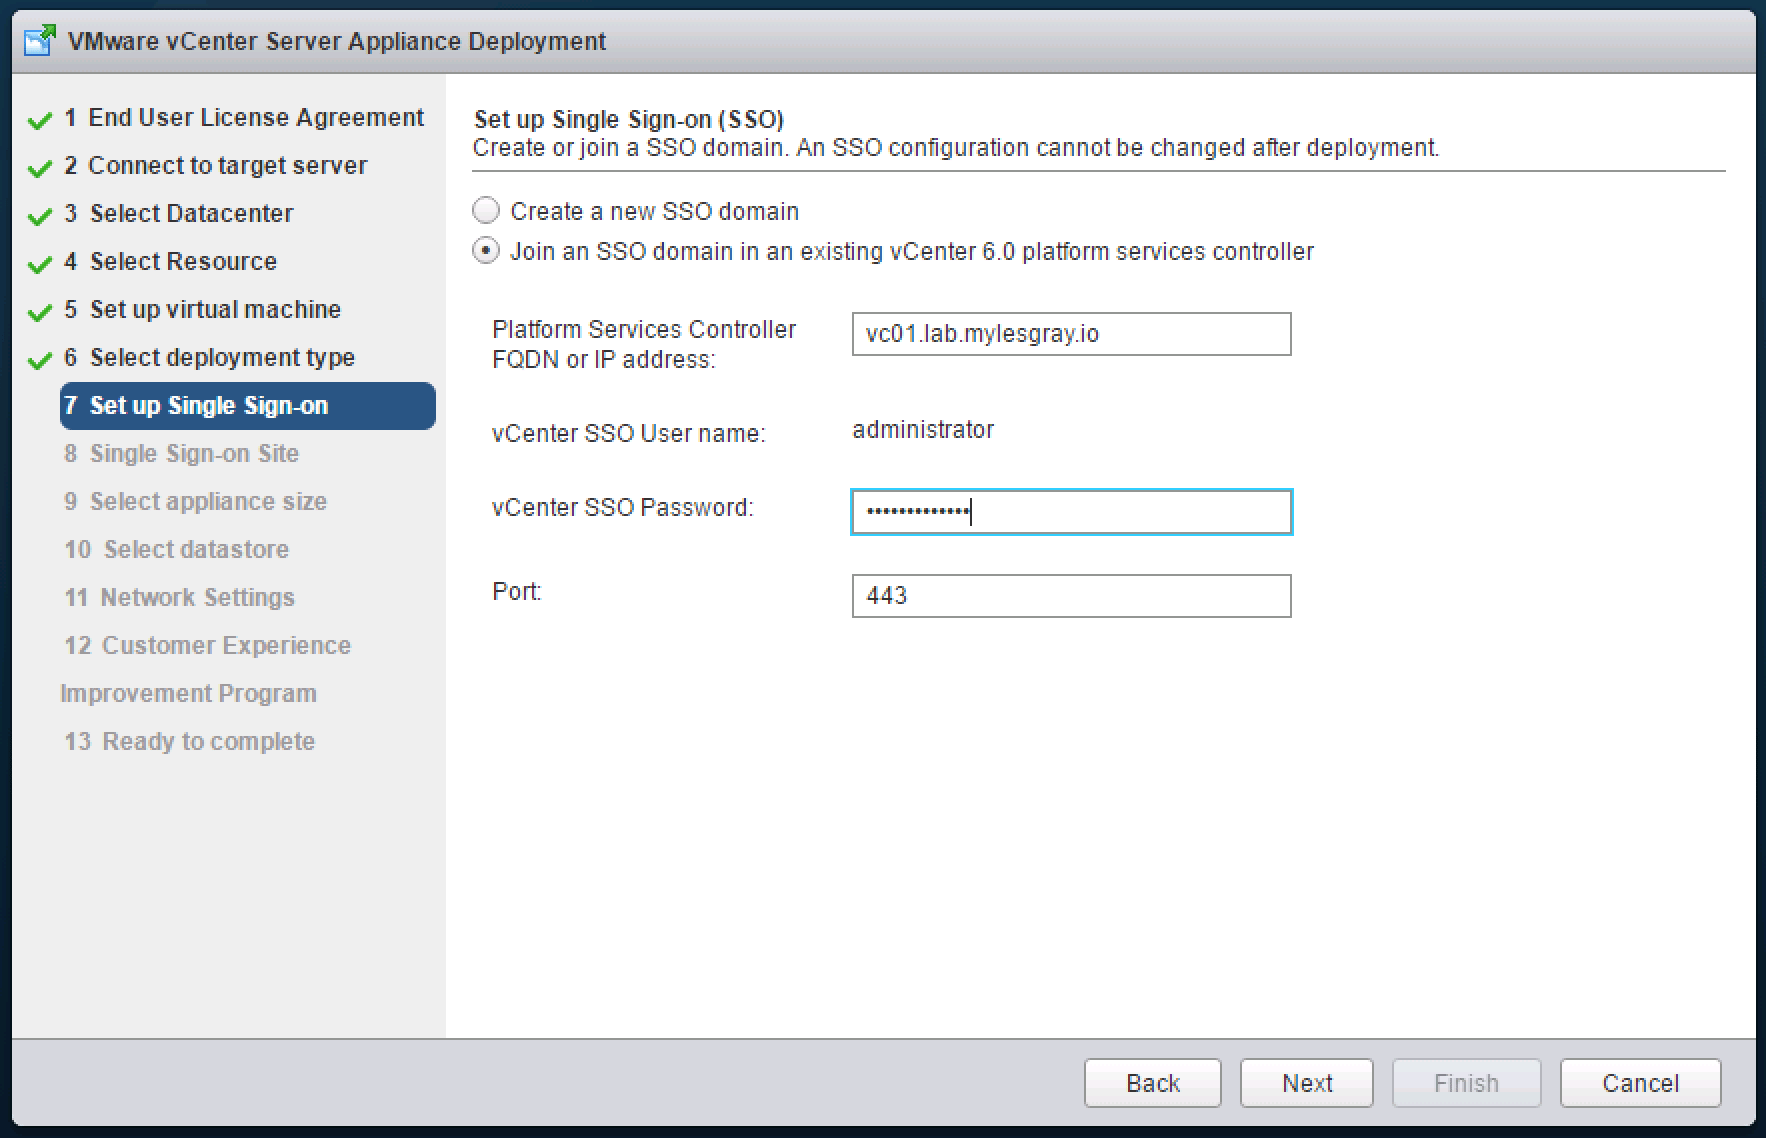 VMware vCenter Server Appliance Deployment
1 End User License Agreement
2 Connect to target server
3 Select Datacenter
4 Select Resource
5 Set up virtual machine
6 Select deployment type
7 Set up Single Sign-on
8 Single Sign-on Site
9 Select appliance size
10 Select datastore
11 Network Settings
12 Customer Experience
Improvement Program
13 Ready to complete
Set up Single Sign-on (SSO)
Create or join a SSO domain. An SSO configuration cannot be changed after deployment.
Create a new SSO domain
Join an SSO domain in an existing vCenter 6.0 platform services controller
Platform Services Controller
FQDN or IP address:
vc01.lab.mylesgray.io
vCenter SSO User name:
administrator
vCenter SSO Password:
•••••••••••••
Port:
443
Back
Next
Finish
Cancel